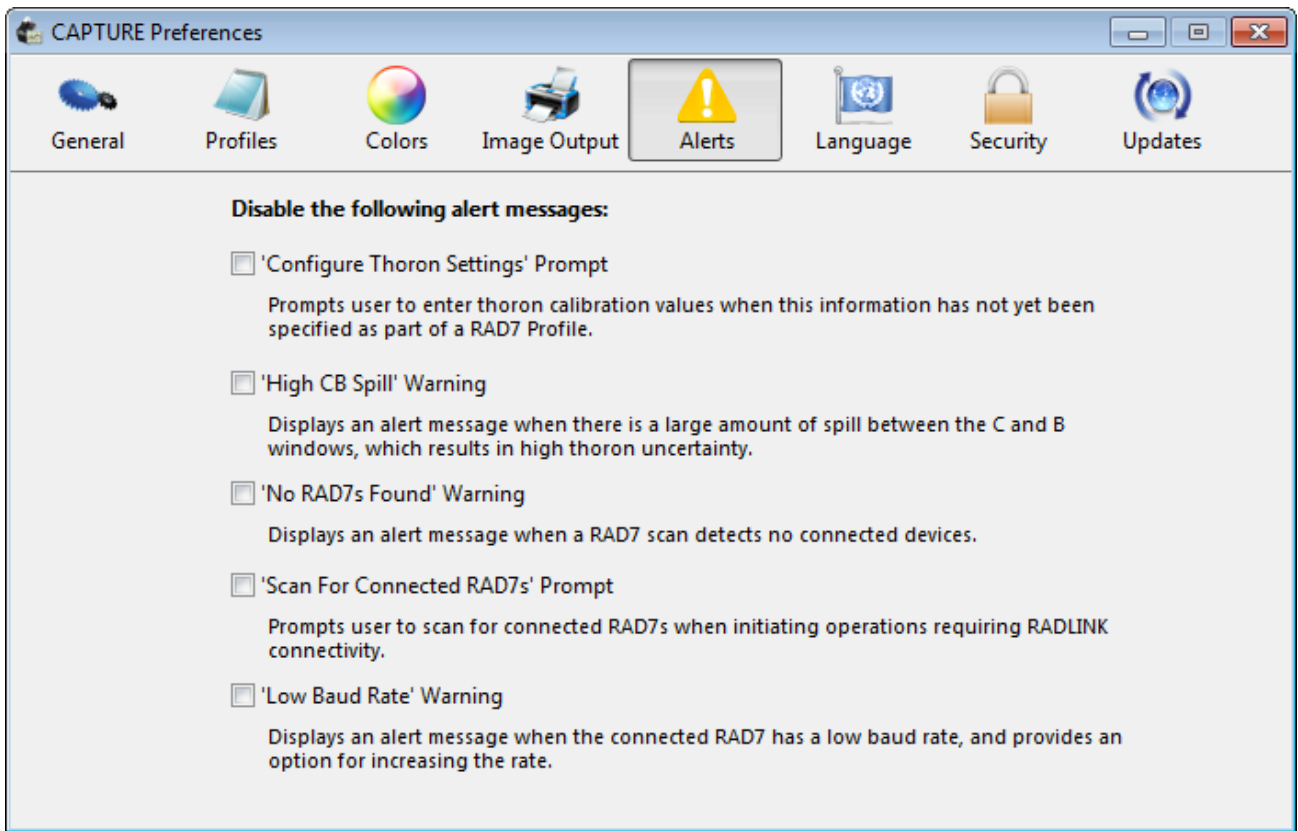 CAPTURE Preferences
General Profiles Colors Image Output Alerts Language Security Updates
Disable the following alert messages:
'Configure Thoron Settings' Prompt
Prompts user to enter thoron calibration values when this information has not yet been
specified as part of a RAD7 Profile.
'High CB Spill' Warning
Displays an alert message when there is a large amount of spill between the C and B
windows, which results in high thoron uncertainty.
'No RAD7s Found' Warning
Displays an alert message when a RAD7 scan detects no connected devices.
'Scan For Connected RAD7s' Prompt
Prompts user to scan for connected RAD7s when initiating operations requiring RADLINK
connectivity.
'Low Baud Rate' Warning
Displays an alert message when the connected RAD7 has a low baud rate, and provides an
option for increasing the rate.